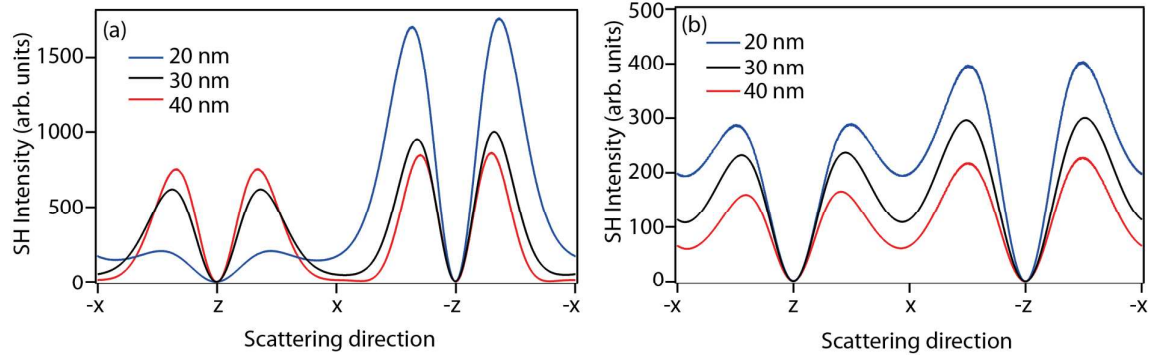 (a)
20 nm
30 nm
40 nm
SH Intensity (arb. units)
1500
1000
500
0
-x
z
x
-z
-x
Scattering direction
(b)
20 nm
30 nm
40 nm
SH Intensity (arb. units)
500
400
300
200
100
0
-x
z
x
-z
-x
Scattering direction